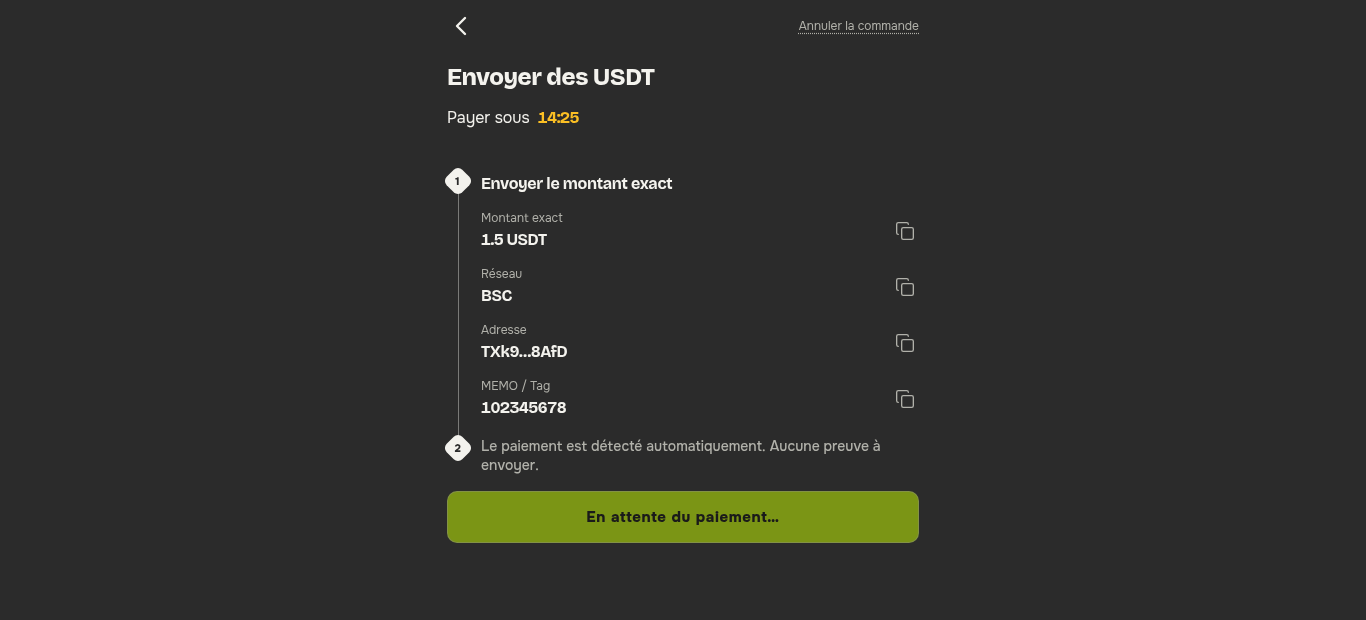 Annuler la commande
Envoyer des USDT
Payer sous 14:25
1 Envoyer le montant exact
Montant exact
1.5 USDT
Réseau
BSC
Adresse
TXk9...8AfD
MEMO / Tag
102345678
2 Le paiement est détecté automatiquement. Aucune preuve à
envoyer.
En attente du paiement...